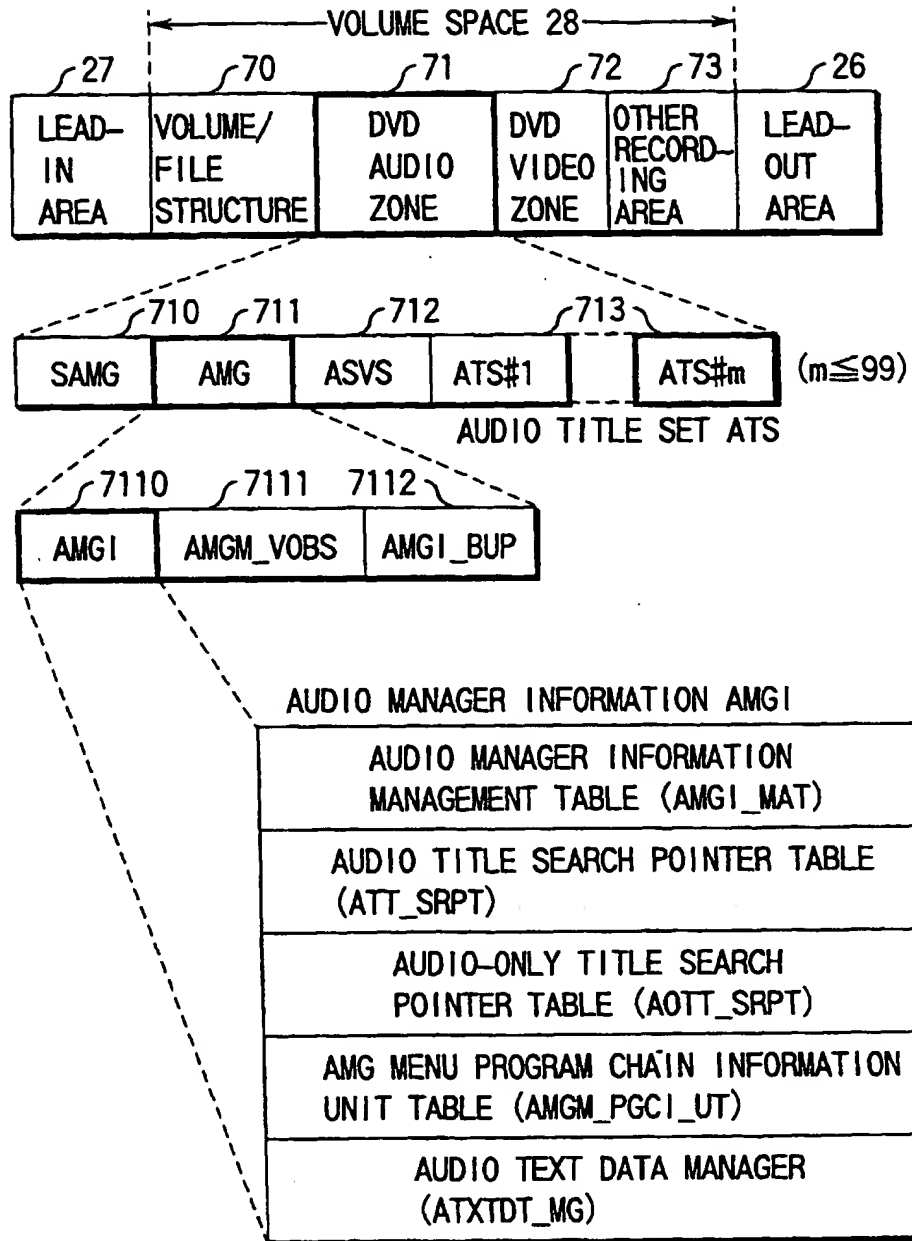 VOLUME SPACE 28
27 70 71 72 73 26
LEAD-
IN
AREA
VOLUME/
FILE
STRUCTURE
DVD
AUDIO
ZONE
DVD
VIDEO
ZONE
OTHER
RECORD-
ING
AREA
LEAD-
OUT
AREA
710 711 712 713
SAMG AMG ASVS ATS#1 ATS#m (m≦99)
AUDIO TITLE SET ATS
7110 7111 7112
AMGI AMGM_VOBS AMGI_BUP
AUDIO MANAGER INFORMATION AMGI
AUDIO MANAGER INFORMATION
MANAGEMENT TABLE (AMGI_MAT)
AUDIO TITLE SEARCH POINTER TABLE
(ATT_SRPT)
AUDIO-ONLY TITLE SEARCH
POINTER TABLE (AOTT_SRPT)
AMG MENU PROGRAM CHAIN INFORMATION
UNIT TABLE (AMGM_PGCI_UT)
AUDIO TEXT DATA MANAGER
(ATXTDT_MG)